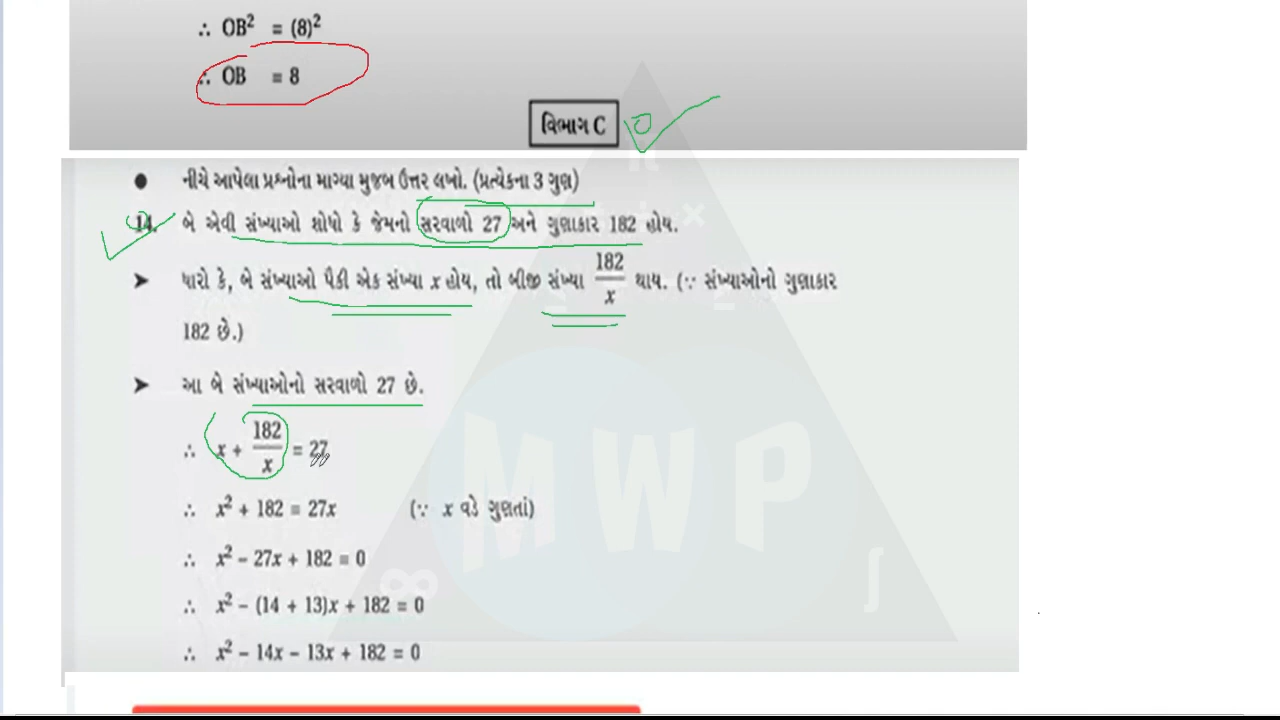 ∴ OB² = (8)²
∴ OB = 8
વિભાગ C
● નીચે આપેલા પ્રશ્નોના માગ્યા મુજબ ઉત્તર લખો. (પ્રત્યેકના 3 ગુણ)
14. બે એવી સંખ્યાઓ શોધો કે જેમનો સરવાળો 27 અને ગુણાકાર 182 હોય.
➤ ધારો કે, બે સંખ્યાઓ પૈકી એક સંખ્યા x હોય, તો બીજી સંખ્યા 182/x થાય. (∵ સંખ્યાઓનો ગુણાકાર
182 છે.)
➤ આ બે સંખ્યાઓનો સરવાળો 27 છે.
∴ x + 182/x = 27
∴ x² + 182 = 27x (∵ x વડે ગુણતાં)
∴ x² – 27x + 182 = 0
∴ x² – (14 + 13)x + 182 = 0
∴ x² – 14x – 13x + 182 = 0
MWP